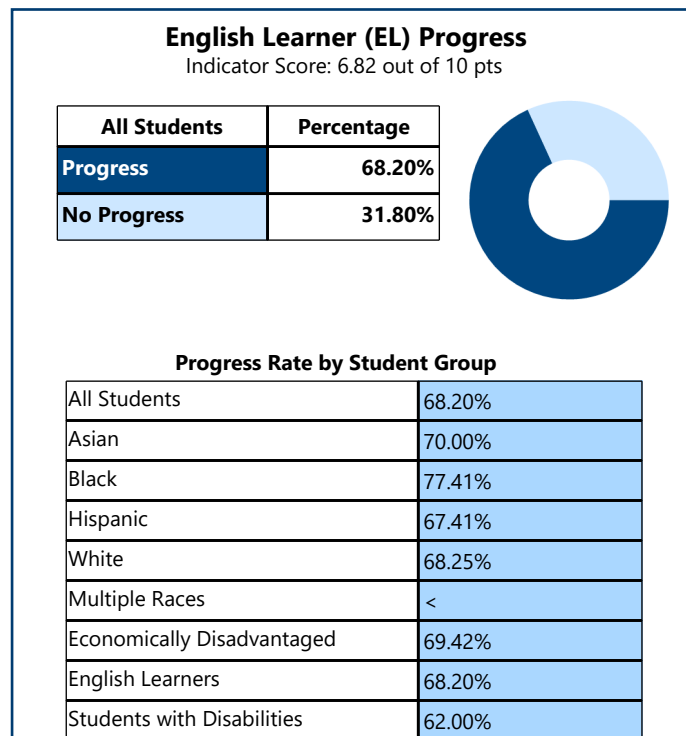 English Learner (EL) Progress
Indicator Score: 6.82 out of 10 pts
All Students Percentage
Progress 68.20%
No Progress 31.80%
Progress Rate by Student Group
All Students 68.20%
Asian 70.00%
Black 77.41%
Hispanic 67.41%
White 68.25%
Multiple Races <
Economically Disadvantaged 69.42%
English Learners 68.20%
Students with Disabilities 62.00%